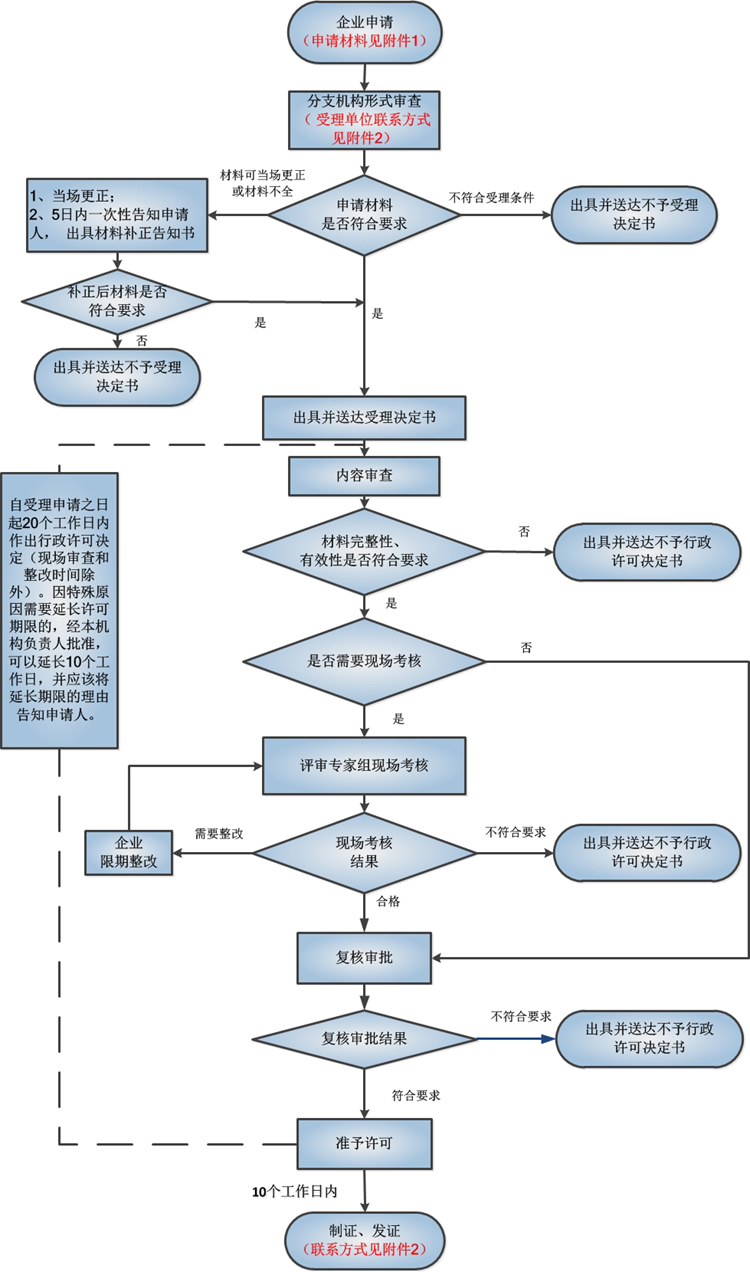 企业申请
（申请材料见附件1）
分支机构形式审查
（ 受理单位联系方式
见附件2）
材料可当场更正
或材料不全
1、当场更正；
2、5日内一次性告知申请
人， 出具材料补正告知书
申请材料
是否符合要求
不符合受理条件
出具并送达不予受理
决定书
补正后材料是否
符合要求
是
是
否
出具并送达不予受理
决定书
出具并送达受理决定书
内容审查
自受理申请之日
起20个工作日内
作出行政许可决
定（现场审查和
整改时间除
外）。因特殊原
因需要延长许可
期限的，经本机
构负责人批准，
可以延长10个工
作日，并应该将
延长期限的理由
告知申请人。
材料完整性、
有效性是否符合要求
否
出具并送达不予行政
许可决定书
是
是否需要现场考核
否
是
评审专家组现场考核
企业
限期整改
需要整改
现场考核
结果
不符合要求
出具并送达不予行政
许可决定书
合格
复核审批
复核审批结果
不符合要求
出具并送达不予行政
许可决定书
符合要求
准予许可
10个工作日内
制证、发证
（联系方式见附件2）